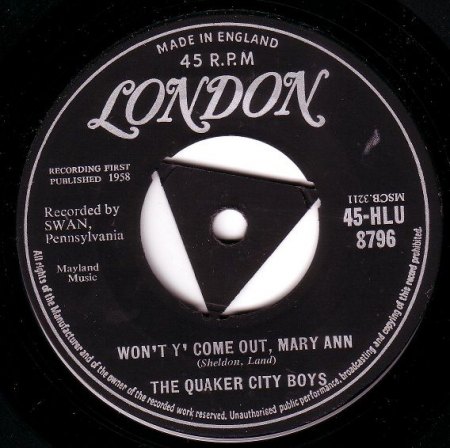 MADE IN ENGLAND
45 R.P.M
LONDON
RECORDING FIRST
PUBLISHED 1958
Recorded by
SWAN,
Pennsylvania
Mayland
Music
MSCB.3211
45-HLU
8796
WON'T Y' COME OUT, MARY ANN
(Sheldon, Land)
THE QUAKER CITY BOYS
All rights of the Manufacturer and of the owner of the recorded work reserved. Unauthorised public performance, broadcasting and copying of this record prohibited.